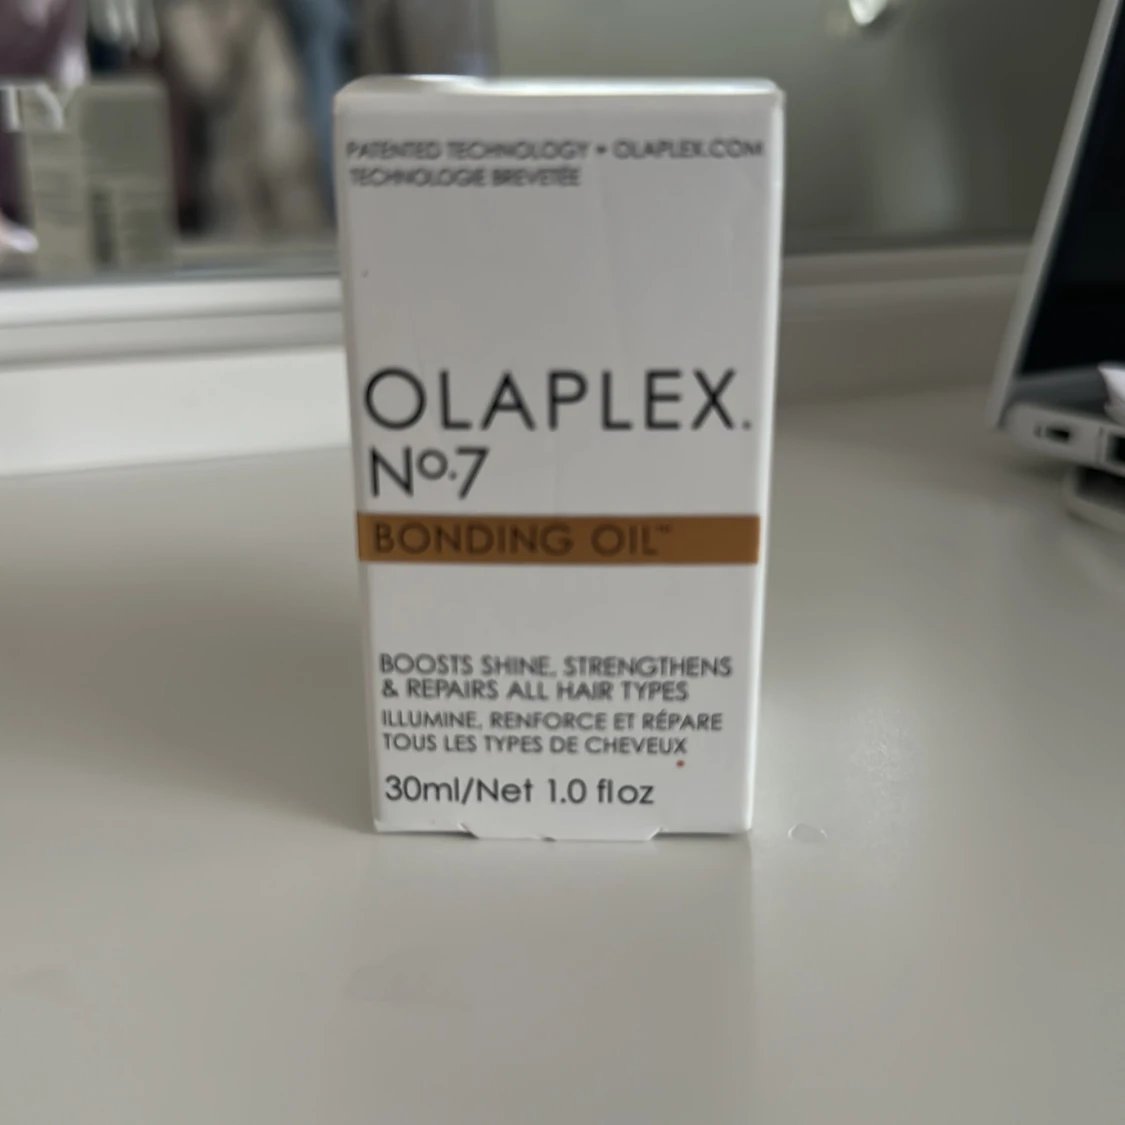 PATENTED TECHNOLOGY • OLAPLEX.COM
TECHNOLOGIE BREVETÉE
OLAPLEX.
Nº.7
BONDING OIL™
BOOSTS SHINE, STRENGTHENS
& REPAIRS ALL HAIR TYPES
ILLUMINE, RENFORCE ET RÉPARE
TOUS LES TYPES DE CHEVEUX
30ml/Net 1.0 fl oz